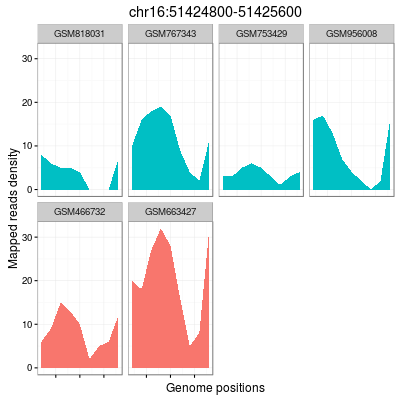 chr16:51424800-51425600
GSM818031 GSM767343 GSM753429 GSM956008
30
20
10
0
GSM466732 GSM663427
30
20
10
0
Mapped reads density
Genome positions